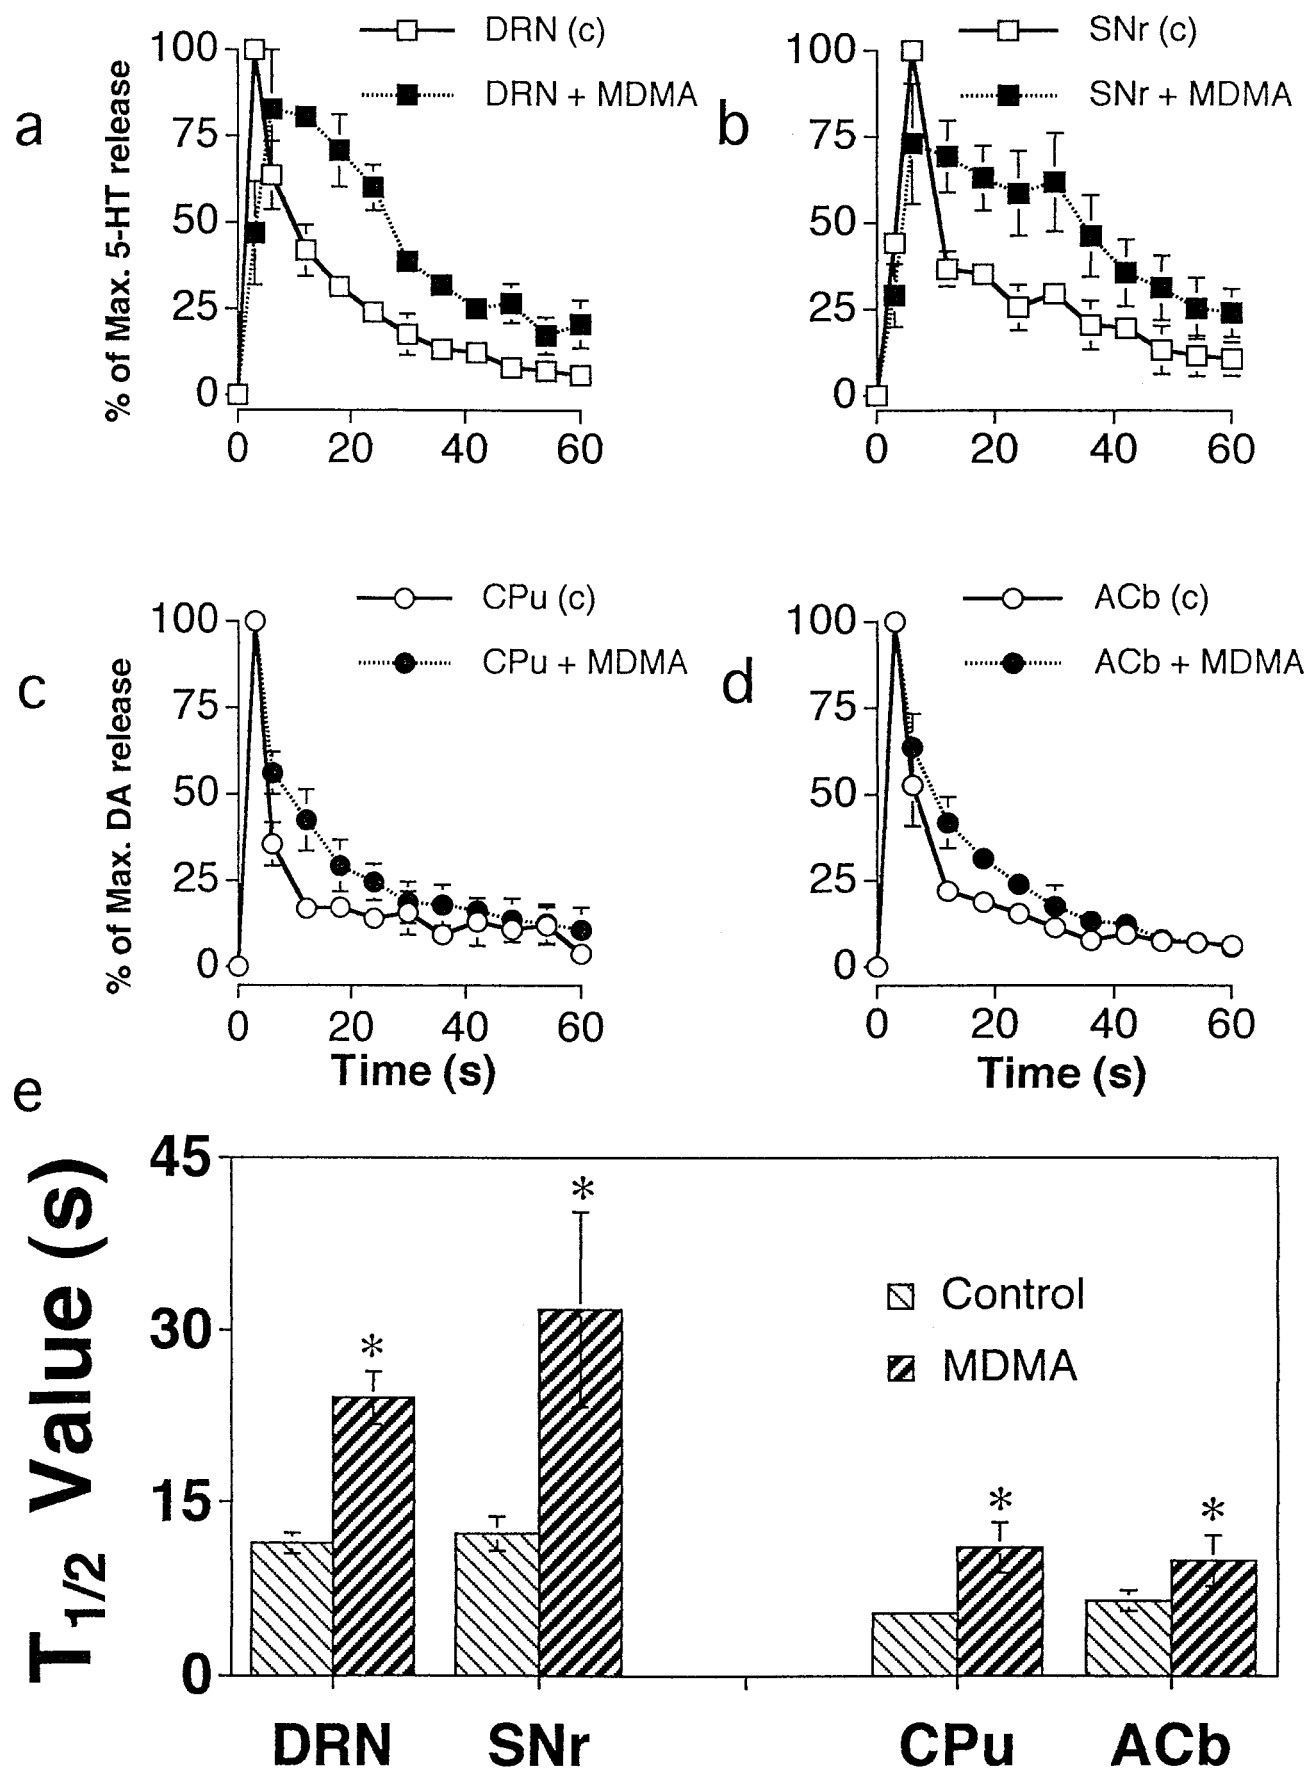 a
% of Max. 5-HT release
DRN (c)
DRN + MDMA
100
75
50
25
0
0 20 40 60
b
SNr (c)
SNr + MDMA
100
75
50
25
0
0 20 40 60
c
% of Max. DA release
CPu (c)
CPu + MDMA
100
75
50
25
0
0 20 40 60
Time (s)
d
ACb (c)
ACb + MDMA
100
75
50
25
0
0 20 40 60
Time (s)
e
T1/2 Value (s)
45
30
15
0
*
*
*
*
Control
MDMA
DRN SNr CPu ACb